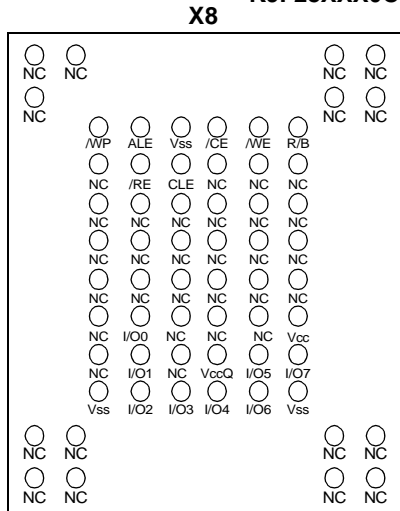 X8
NC NC NC NC
NC NC NC
/WP ALE Vss /CE /WE R/B
NC /RE CLE NC NC NC
NC NC NC NC NC NC
NC NC NC NC NC NC
NC NC NC NC NC NC
NC I/O0 NC NC NC Vcc
NC I/O1 NC VccQ I/O5 I/O7
Vss I/O2 I/O3 I/O4 I/O6 Vss
NC NC NC NC
NC NC NC NC